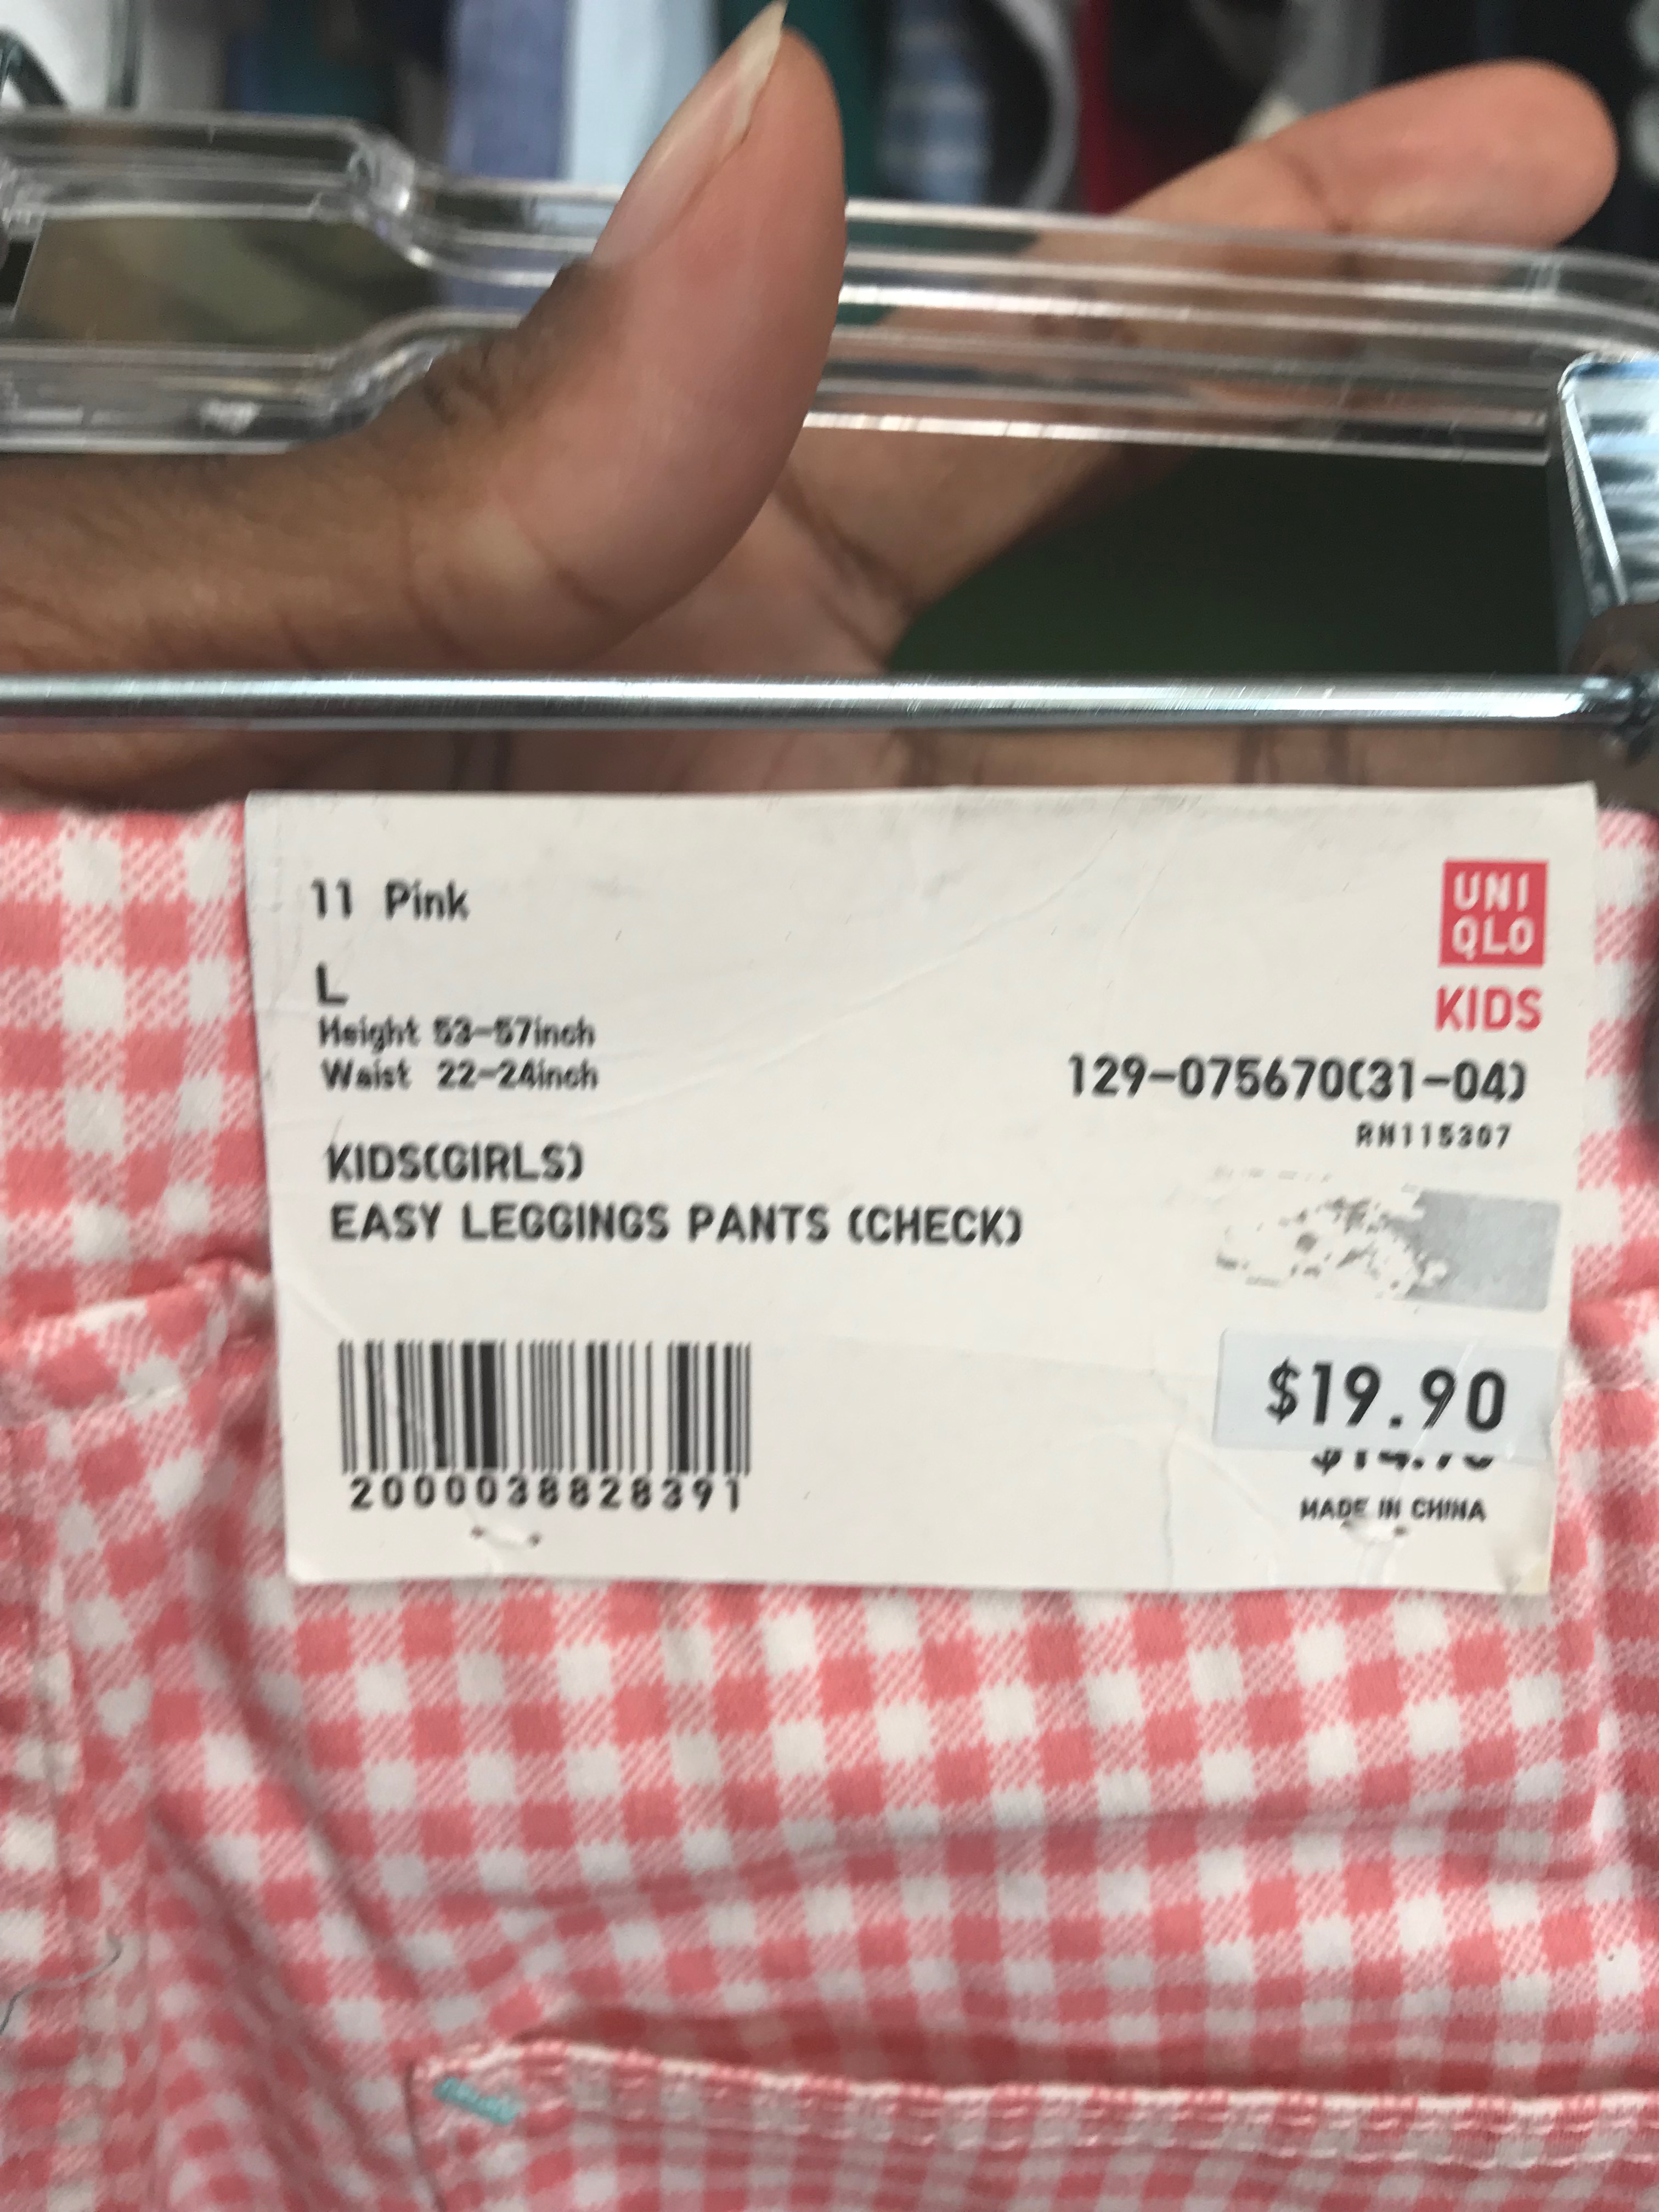 11 Pink
L
Height 53-57inch
Waist 22-24inch
KIDS(GIRLS)
EASY LEGGINGS PANTS (CHECK)
2000038828391
UNI
QLO
KIDS
129-075670(31-04)
RN115307
$19.90
MADE IN CHINA